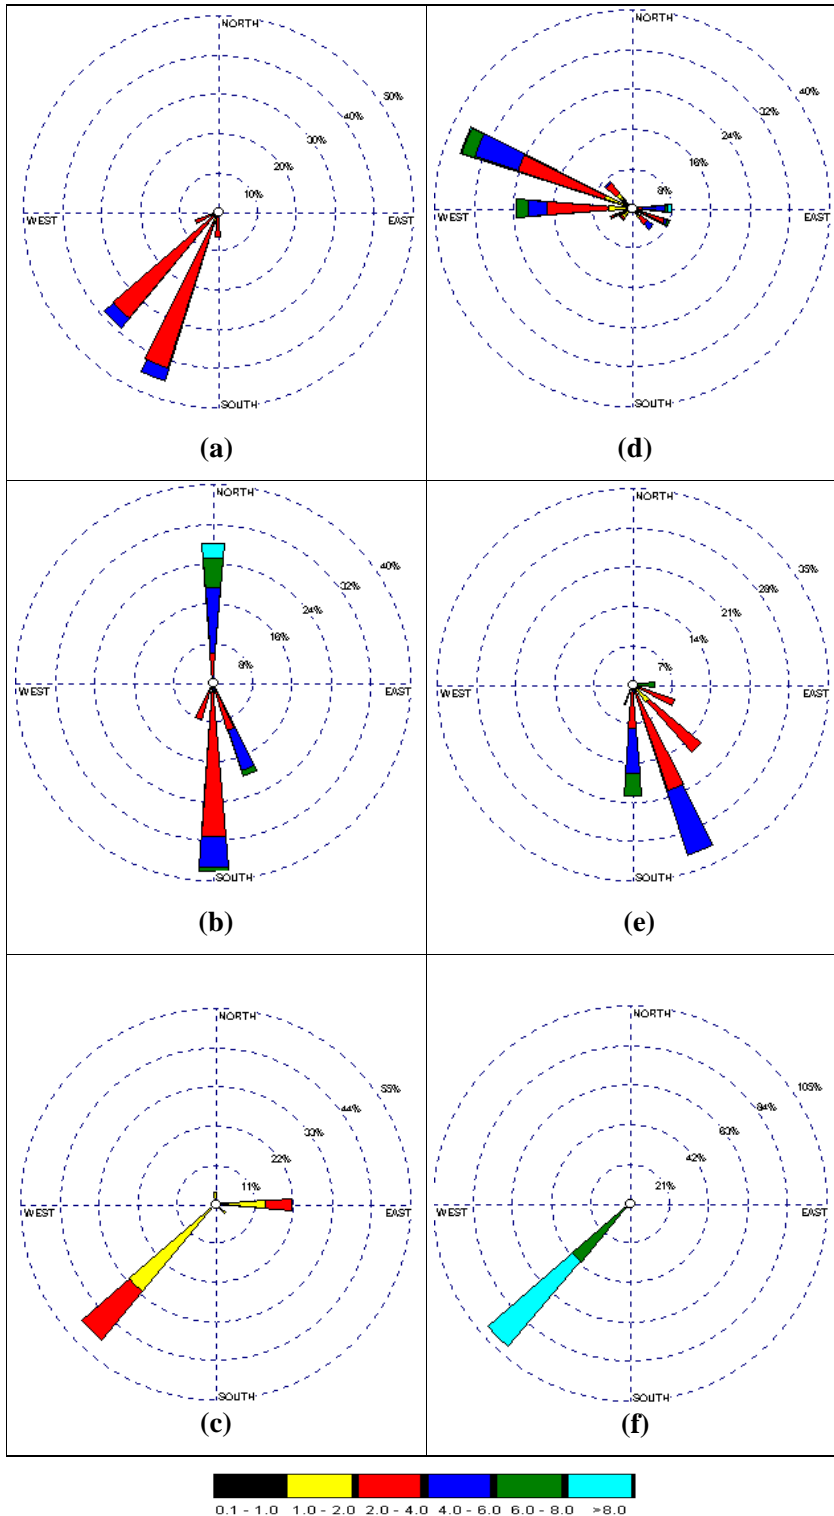 NORTH
50%
40%
30%
20%
10%
WEST
EAST
SOUTH
(a)
NORTH
40%
32%
24%
16%
8%
WEST
EAST
SOUTH
(d)
NORTH
40%
32%
24%
16%
8%
WEST
EAST
SOUTH
(b)
NORTH
35%
28%
21%
14%
7%
WEST
EAST
SOUTH
(e)
NORTH
55%
44%
33%
22%
11%
WEST
EAST
SOUTH
(c)
NORTH
105%
84%
63%
42%
21%
WEST
EAST
SOUTH
(f)
0.1 - 1.0 1.0 - 2.0 2.0 - 4.0 4.0 - 6.0 6.0 - 8.0 >8.0